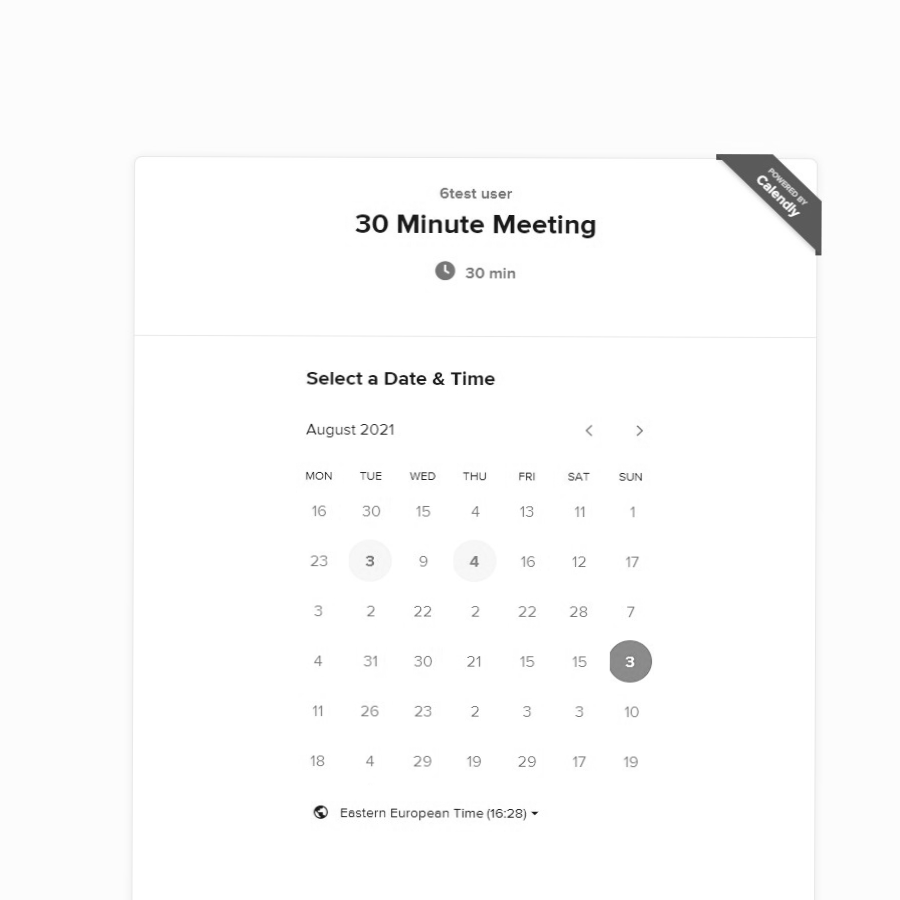 POWERED BY
Calendly
6test user
30 Minute Meeting
30 min
Select a Date & Time
August 2021
MON TUE WED THU FRI SAT SUN
16 30 15 4 13 11 1
23 3 9 4 16 12 17
3 2 22 2 22 28 7
4 31 30 21 15 15 3
11 26 23 2 3 3 10
18 4 29 19 29 17 19
Eastern European Time (16:28)